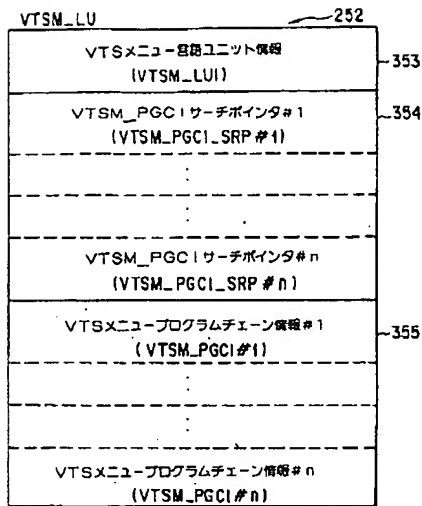 VTSM_LU
252
VTSメニュー言語ユニット情報
(VTSM_LUI)
353
VTSM_PGCIサーチポインタ#1
(VTSM_PGCI_SRP #1)
354
VTSM_PGCIサーチポインタ#n
(VTSM_PGCI_SRP #n)
VTSメニュープログラムチェーン情報#1
(VTSM_PGCI#1)
355
VTSメニュープログラムチェーン情報#n
(VTSM_PGCI#n)